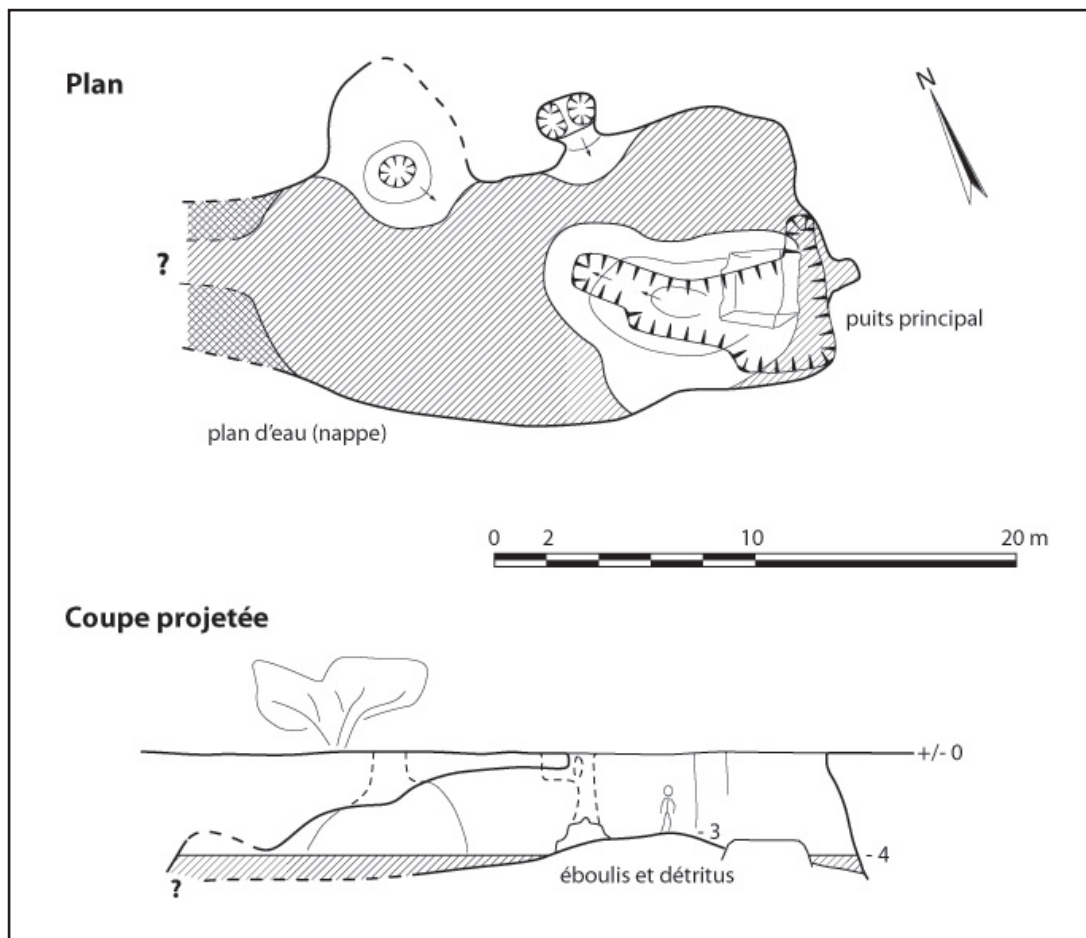 Plan
N
?
puits principal
plan d'eau (nappe)
0 2 10 20 m
Coupe projetée
+/- 0
- 3
- 4
éboulis et détritus
?